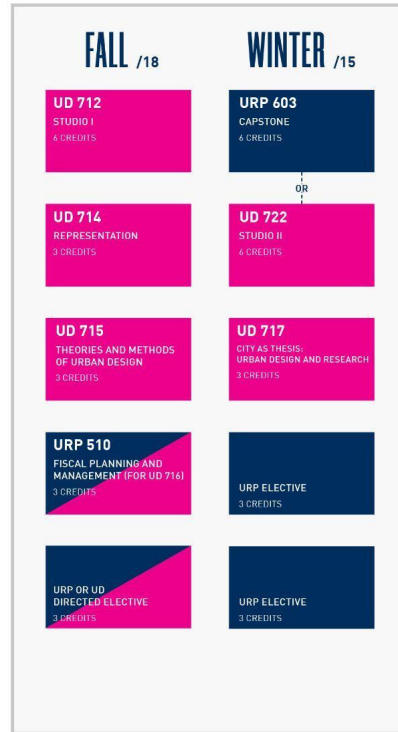 FALL /18
UD 712
STUDIO I
6 CREDITS
UD 714
REPRESENTATION
3 CREDITS
UD 715
THEORIES AND METHODS
OF URBAN DESIGN
3 CREDITS
URP 510
FISCAL PLANNING AND
MANAGEMENT (FOR UD 716)
3 CREDITS
URP OR UD
DIRECTED ELECTIVE
3 CREDITS
WINTER /15
URP 603
CAPSTONE
6 CREDITS
OR
UD 722
STUDIO II
6 CREDITS
UD 717
CITY AS THESIS:
URBAN DESIGN AND RESEARCH
3 CREDITS
URP ELECTIVE
3 CREDITS
URP ELECTIVE
3 CREDITS